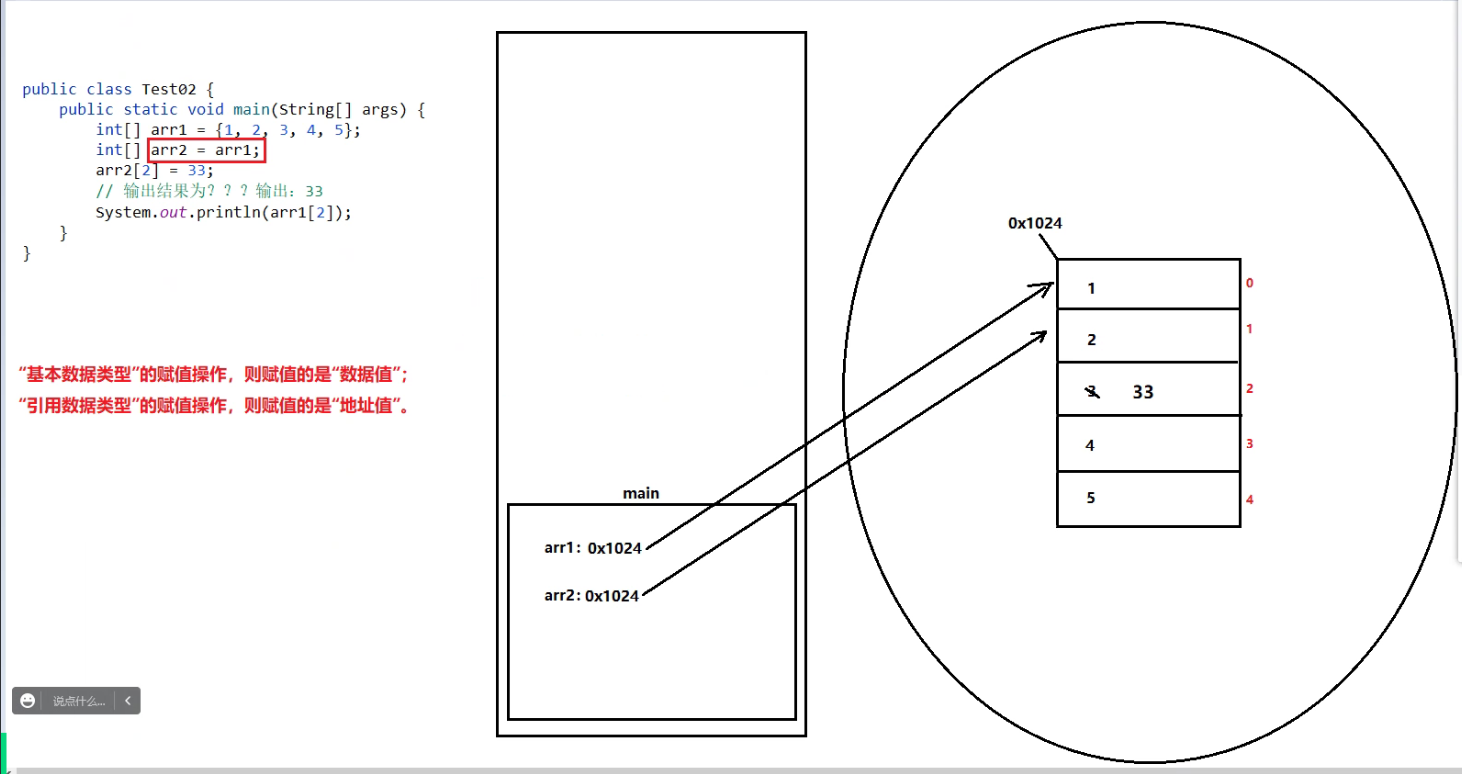 public class Test02 {
public static void main(String[] args) {
int[] arr1 = {1, 2, 3, 4, 5};
int[] arr2 = arr1;
arr2[2] = 33;
// 输出结果为？？？输出：33
System.out.println(arr1[2]);
}
}
“基本数据类型”的赋值操作，则赋值的是“数据值”；
“引用数据类型”的赋值操作，则赋值的是“地址值”。
说点什么...
main
arr1: 0x1024
arr2: 0x1024
0x1024
1 0
2 1
3 33 2
4 3
5 4